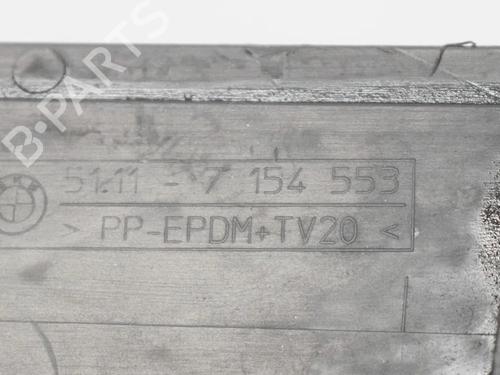 B-PARTS
51.11 - 7 154 553
> PP-EPDM+TV20 <